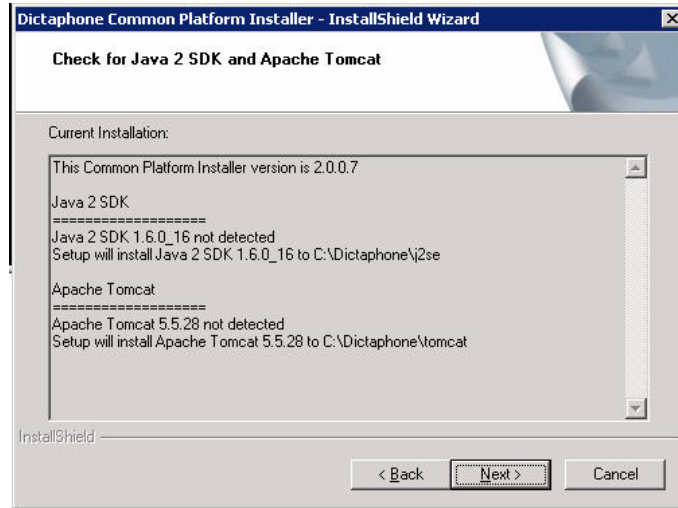 Dictaphone Common Platform Installer - InstallShield Wizard
Check for Java 2 SDK and Apache Tomcat
Current Installation:
This Common Platform Installer version is 2.0.0.7
Java 2 SDK
===================
Java 2 SDK 1.6.0_16 not detected
Setup will install Java 2 SDK 1.6.0_16 to C:\Dictaphone\j2se
Apache Tomcat
===================
Apache Tomcat 5.5.28 not detected
Setup will install Apache Tomcat 5.5.28 to C:\Dictaphone\tomcat
InstallShield
< Back Next > Cancel